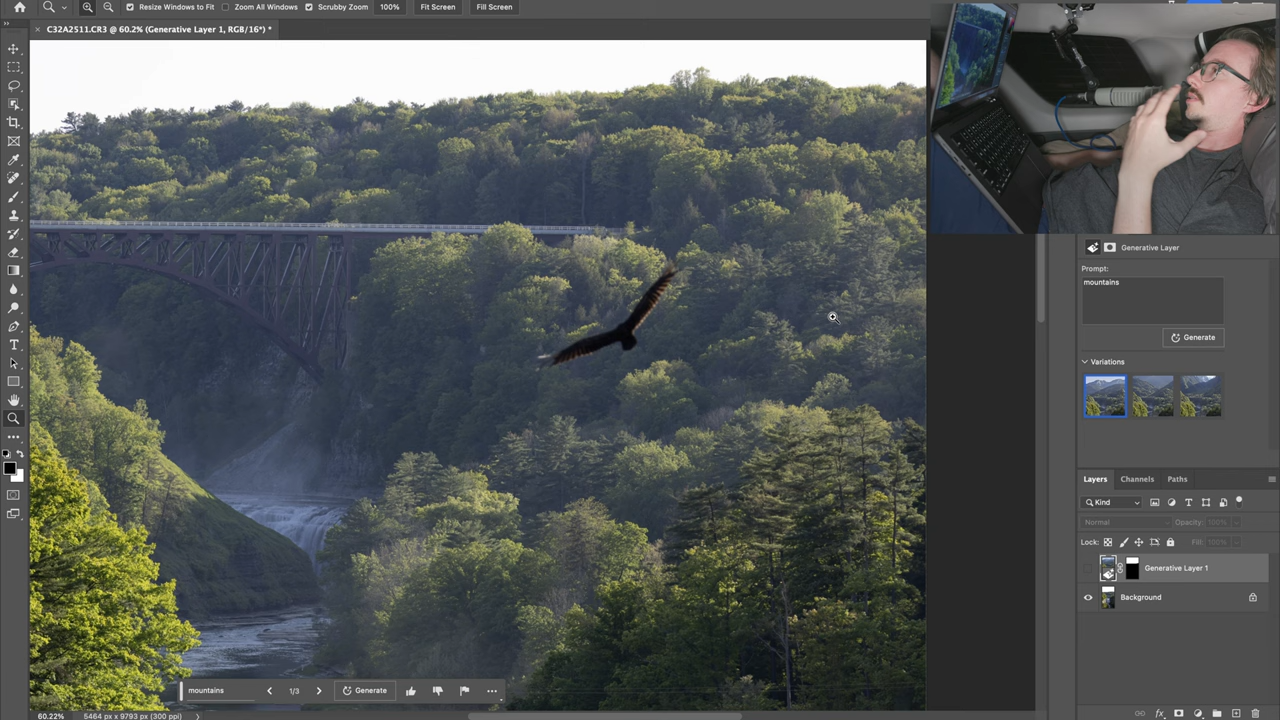 Resize Windows to Fit
Zoom All Windows
Scrubby Zoom
100%
Fit Screen
Fill Screen
C32A2511.CR3 @ 60.2% (Generative Layer 1, RGB/16*) *
Generative Layer
Prompt:
mountains
Generate
Variations
Layers
Channels
Paths
Kind
Normal
Opacity: 100%
Lock:
Fill: 100%
Generative Layer 1
Background
mountains
1/3
Generate
60.22%
5464 px x 9793 px (300 ppi)